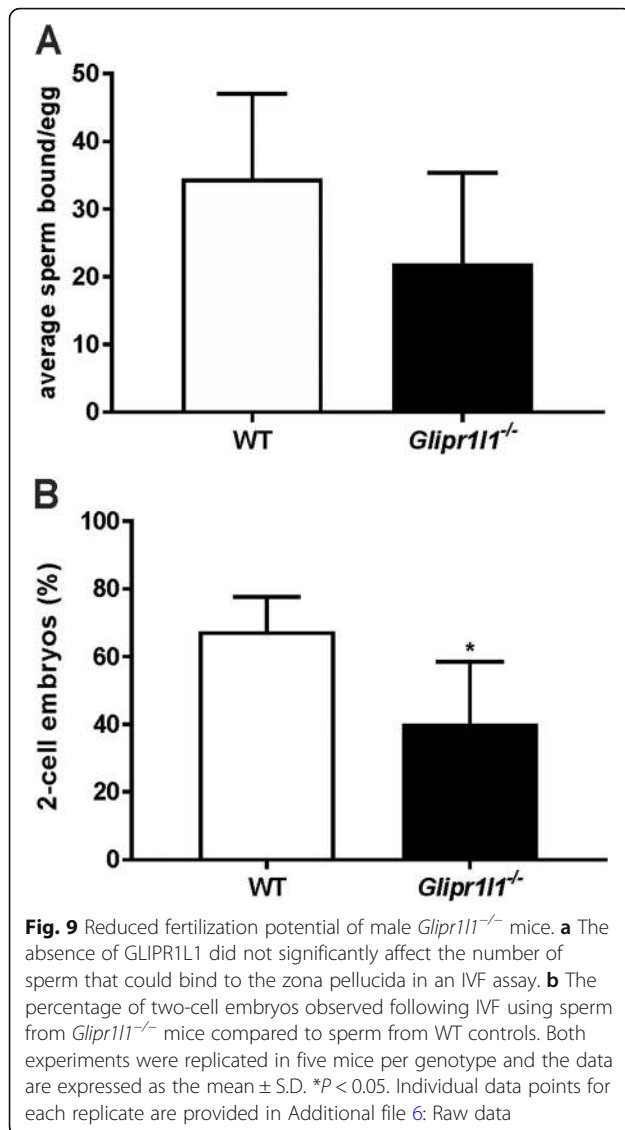 A
50
40
30
20
10
0
average sperm bound/egg
WT
Glipr1l1-/-
B
100
80
60
40
20
0
2-cell embryos (%)
*
WT
Glipr1l1-/-
Fig. 9 Reduced fertilization potential of male Glipr1l1−/− mice. a The
absence of GLIPR1L1 did not significantly affect the number of
sperm that could bind to the zona pellucida in an IVF assay. b The
percentage of two-cell embryos observed following IVF using sperm
from Glipr1l1−/− mice compared to sperm from WT controls. Both
experiments were replicated in five mice per genotype and the data
are expressed as the mean ± S.D. *P < 0.05. Individual data points for
each replicate are provided in Additional file 6: Raw data